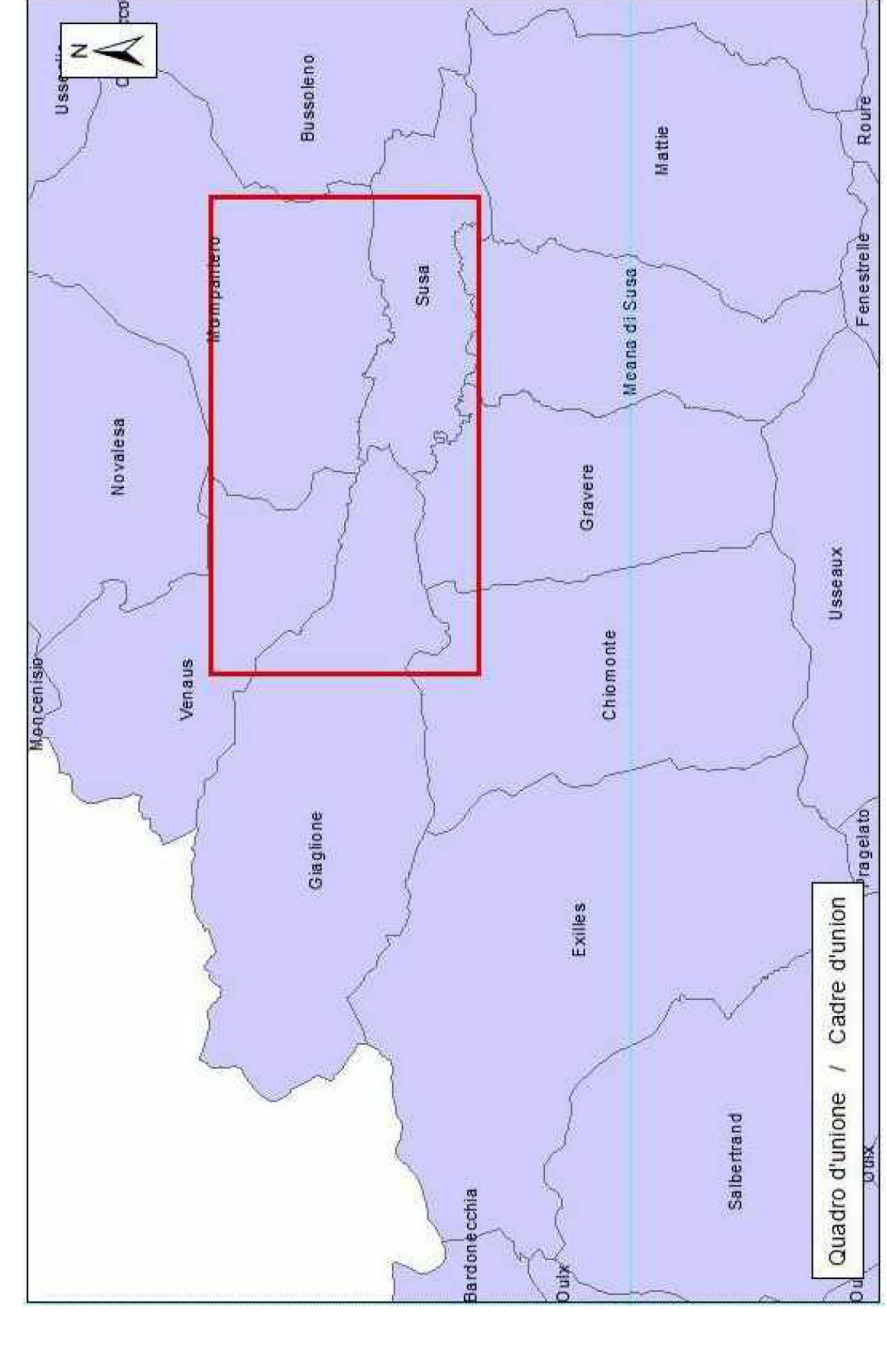 Moncenisio
Novalesa
Venaus
Mompantero
Bussoleno
Giaglione
Susa
Bardonecchia
Oulx
Exilles
Chiomonte
Gravere
Meana di Susa
Mattie
Salbertrand
Usseaux
Fenestrelle
Roure
Pragelato
Oulx
N
Quadro d'unione / Cadre d'union